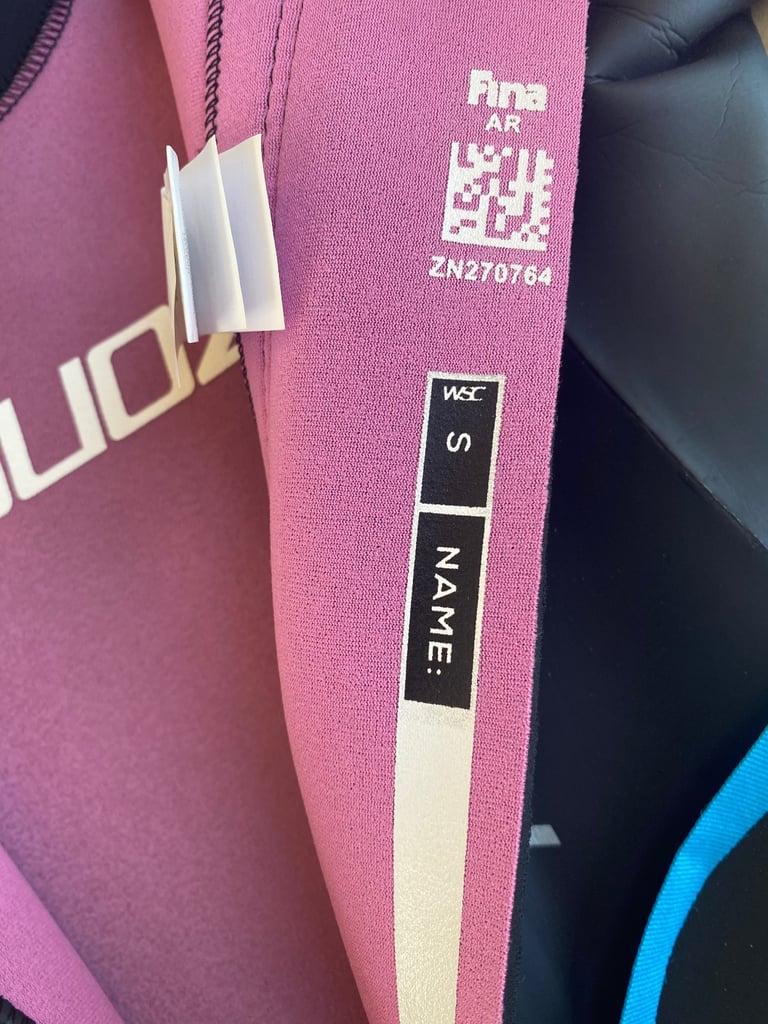 Fina
AR
ZN270764
WSC
S
NAME: